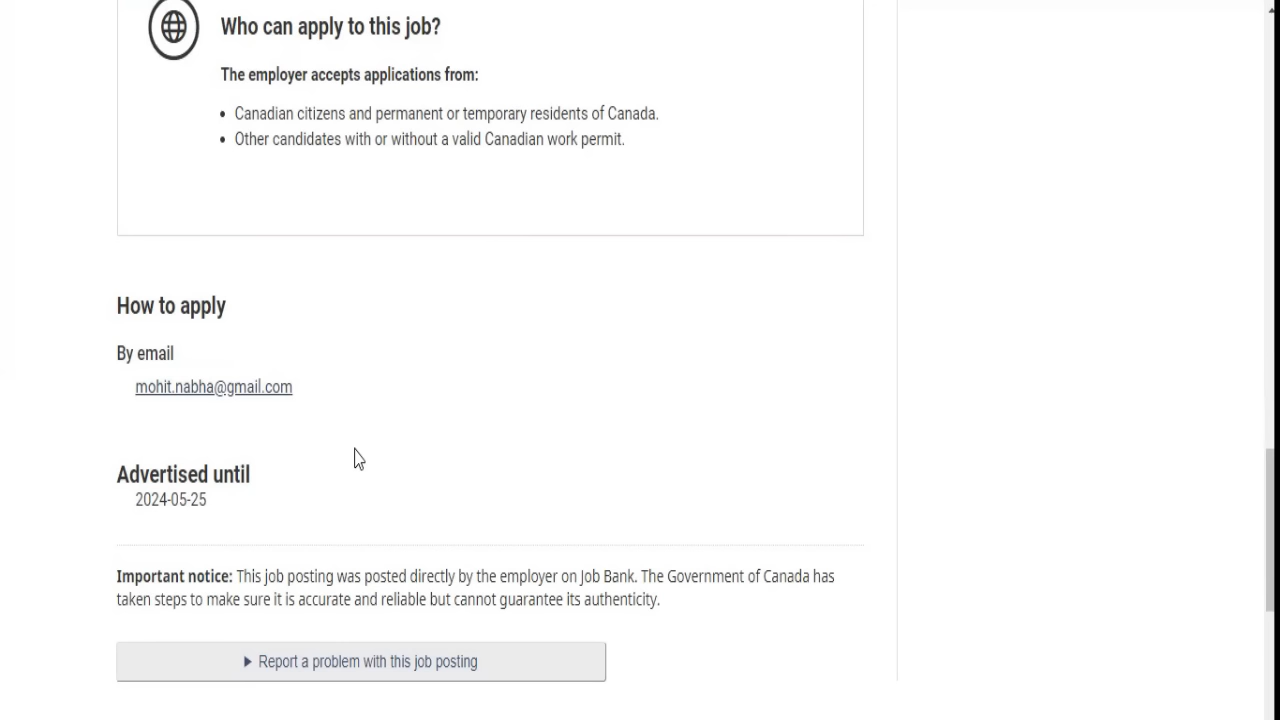 Who can apply to this job?
The employer accepts applications from:
• Canadian citizens and permanent or temporary residents of Canada.
• Other candidates with or without a valid Canadian work permit.
How to apply
By email
mohit.nabha@gmail.com
Advertised until
2024-05-25
Important notice: This job posting was posted directly by the employer on Job Bank. The Government of Canada has
taken steps to make sure it is accurate and reliable but cannot guarantee its authenticity.
Report a problem with this job posting